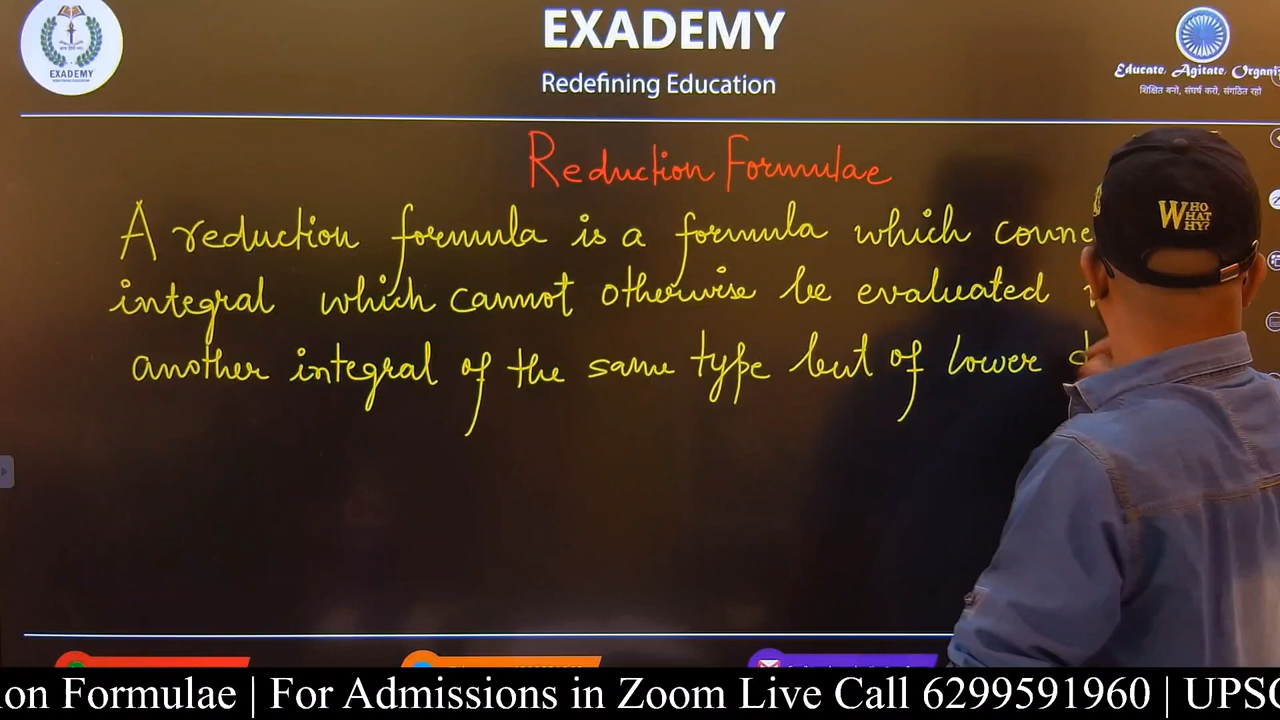 EXADEMY
Redefining Education
EXADEMY
Educate, Agitate, Organi
शिक्षित बनो, संघर्ष करो, संगठित रहो
Reduction Formulae
A reduction formula is a formula which conne
integral which cannot otherwise be evaluated
another integral of the same type but of lower d
WHO
WHAT
WHY?
on Formulae | For Admissions in Zoom Live Call 6299591960 | UPSC